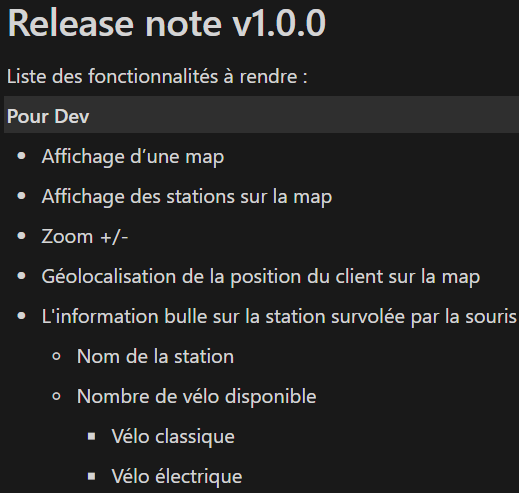 Release note v1.0.0
Liste des fonctionnalités à rendre :
Pour Dev
• Affichage d’une map
• Affichage des stations sur la map
• Zoom +/-
• Géolocalisation de la position du client sur la map
• L'information bulle sur la station survolée par la souris
◦ Nom de la station
◦ Nombre de vélo disponible
▪ Vélo classique
▪ Vélo électrique